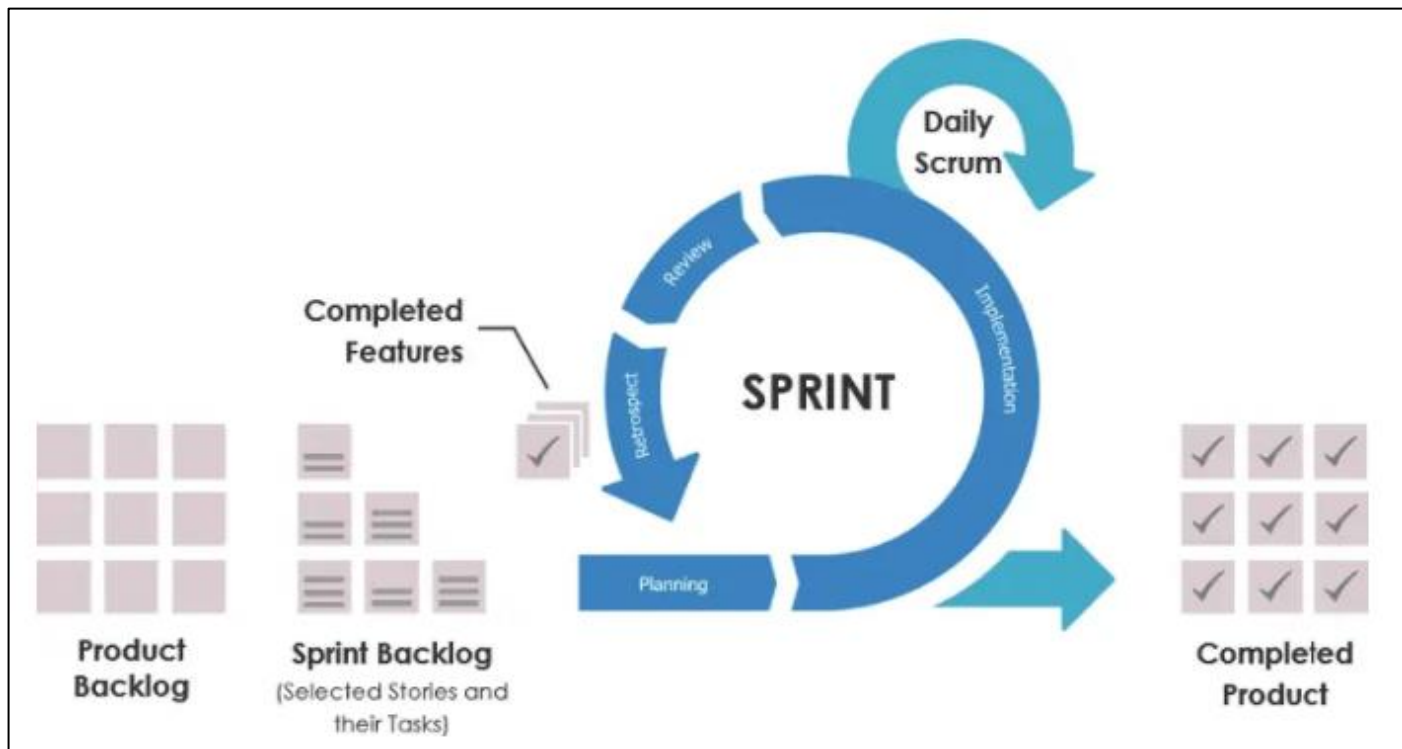 Daily
Scrum
Review
Completed
Features
Implementation
SPRINT
Retrospect
Planning
Product
Backlog
Sprint Backlog
(Selected Stories and
their Tasks)
Completed
Product